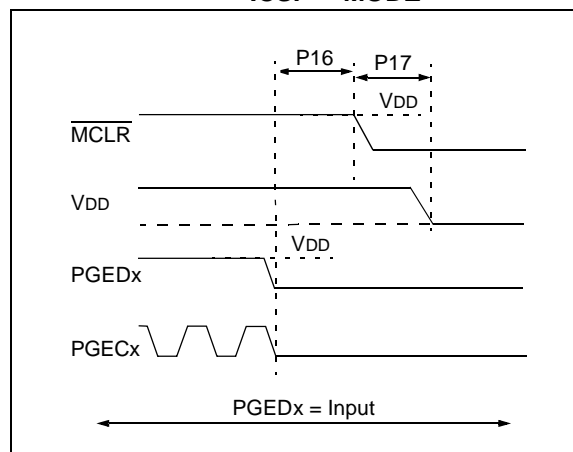 P16
P17
VDD
MCLR
VDD
VDD
PGEDx
PGECx
PGEDx = Input